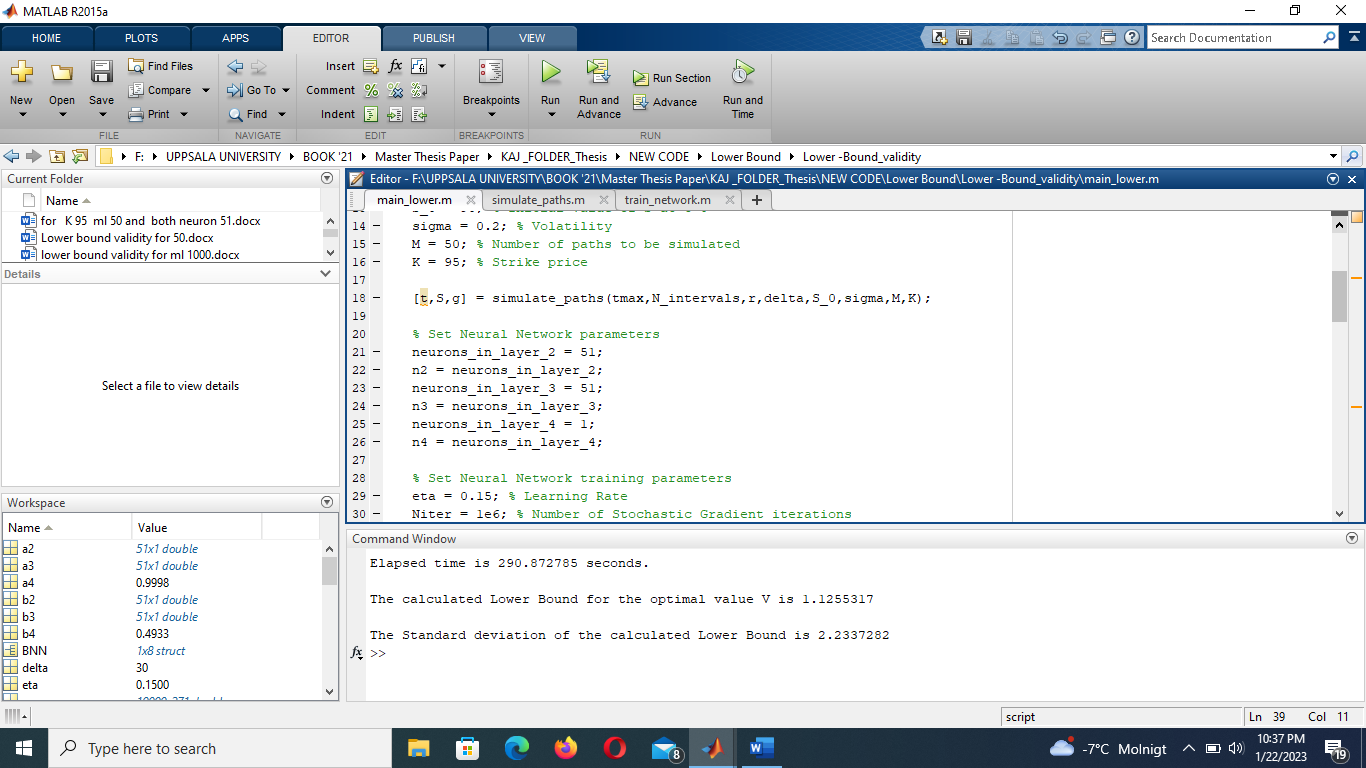 MATLAB R2015a
HOME PLOTS APPS EDITOR PUBLISH VIEW
Search Documentation
New Open Save Find Files Compare Print
Go To Find
Insert fx
Comment
Indent
Breakpoints
Run Run and Advance Run Section Advance Run and Time
FILE NAVIGATE EDIT BREAKPOINTS RUN
F: UPPSALA UNIVERSITY BOOK '21 Master Thesis Paper KAJ _FOLDER_Thesis NEW CODE Lower Bound Lower -Bound_validity
Current Folder
Name
for K 95 ml 50 and both neuron 51.docx
Lower bound validity for 50.docx
lower bound validity for ml 1000.docx
Details
Select a file to view details
Workspace
Name Value
a2 51x1 double
a3 51x1 double
a4 0.9998
b2 51x1 double
b3 51x1 double
b4 0.4933
BNN 1x8 struct
delta 30
eta 0.1500
Editor - F:\UPPSALA UNIVERSITY\BOOK '21\Master Thesis Paper\KAJ _FOLDER_Thesis\NEW CODE\Lower Bound\Lower -Bound_validity\main_lower.m
main_lower.m simulate_paths.m train_network.m
14 – sigma = 0.2; % Volatility
15 – M = 50; % Number of paths to be simulated
16 – K = 95; % Strike price
17
18 – [t,S,g] = simulate_paths(tmax,N_intervals,r,delta,S_0,sigma,M,K);
19
20 % Set Neural Network parameters
21 – neurons_in_layer_2 = 51;
22 – n2 = neurons_in_layer_2;
23 – neurons_in_layer_3 = 51;
24 – n3 = neurons_in_layer_3;
25 – neurons_in_layer_4 = 1;
26 – n4 = neurons_in_layer_4;
27
28 % Set Neural Network training parameters
29 – eta = 0.15; % Learning Rate
30 – Niter = 1e6; % Number of Stochastic Gradient iterations
Command Window
Elapsed time is 290.872785 seconds.
The calculated Lower Bound for the optimal value V is 1.1255317
The Standard deviation of the calculated Lower Bound is 2.2337282
fx >>
script Ln 39 Col 11
Type here to search
8
-7°C Molnigt
10:37 PM
1/22/2023
19